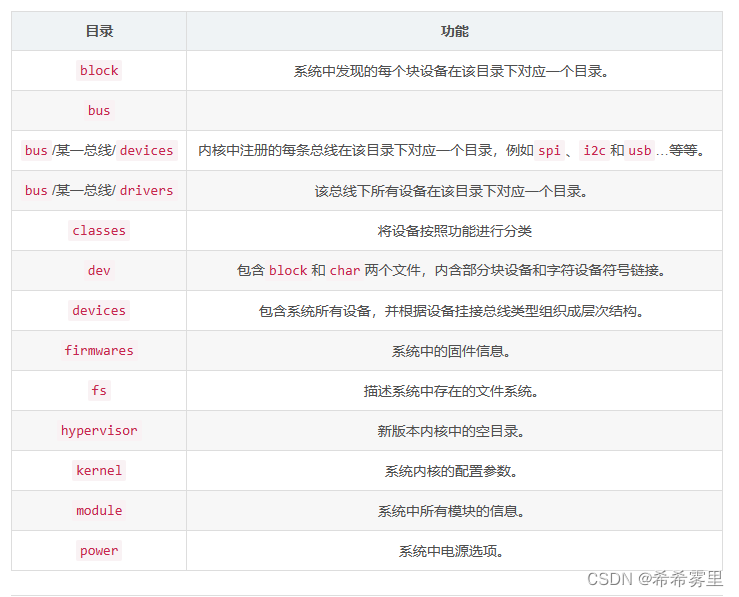 目录 功能
block 系统中发现的每个块设备在该目录下对应一个目录。
bus
bus /某一总线/ devices 内核中注册的每条总线在该目录下对应一个目录，例如 spi 、 i2c 和 usb …等等。
bus /某一总线/ drivers 该总线下所有设备在该目录下对应一个目录。
classes 将设备按照功能进行分类
dev 包含 block 和 char 两个文件，内含部分块设备和字符设备符号链接。
devices 包含系统所有设备，并根据设备挂接总线类型组织成层次结构。
firmwares 系统中的固件信息。
fs 描述系统中存在的文件系统。
hypervisor 新版本内核中的空目录。
kernel 系统内核的配置参数。
module 系统中所有模块的信息。
power 系统中电源选项。
CSDN @希希雾里